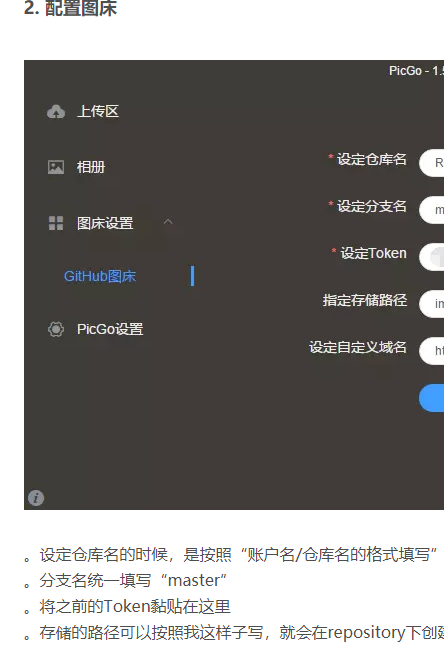 2. 配置图床
PicGo - 1.5
上传区
相册
图床设置
GitHub图床
PicGo设置
* 设定仓库名 R
* 设定分支名 m
* 设定Token
指定存储路径 im
设定自定义域名 ht
。设定仓库名的时候，是按照“账户名/仓库名的格式填写”
。分支名统一填写“master”
。将之前的Token黏贴在这里
。存储的路径可以按照我这样子写，就会在repository下创建